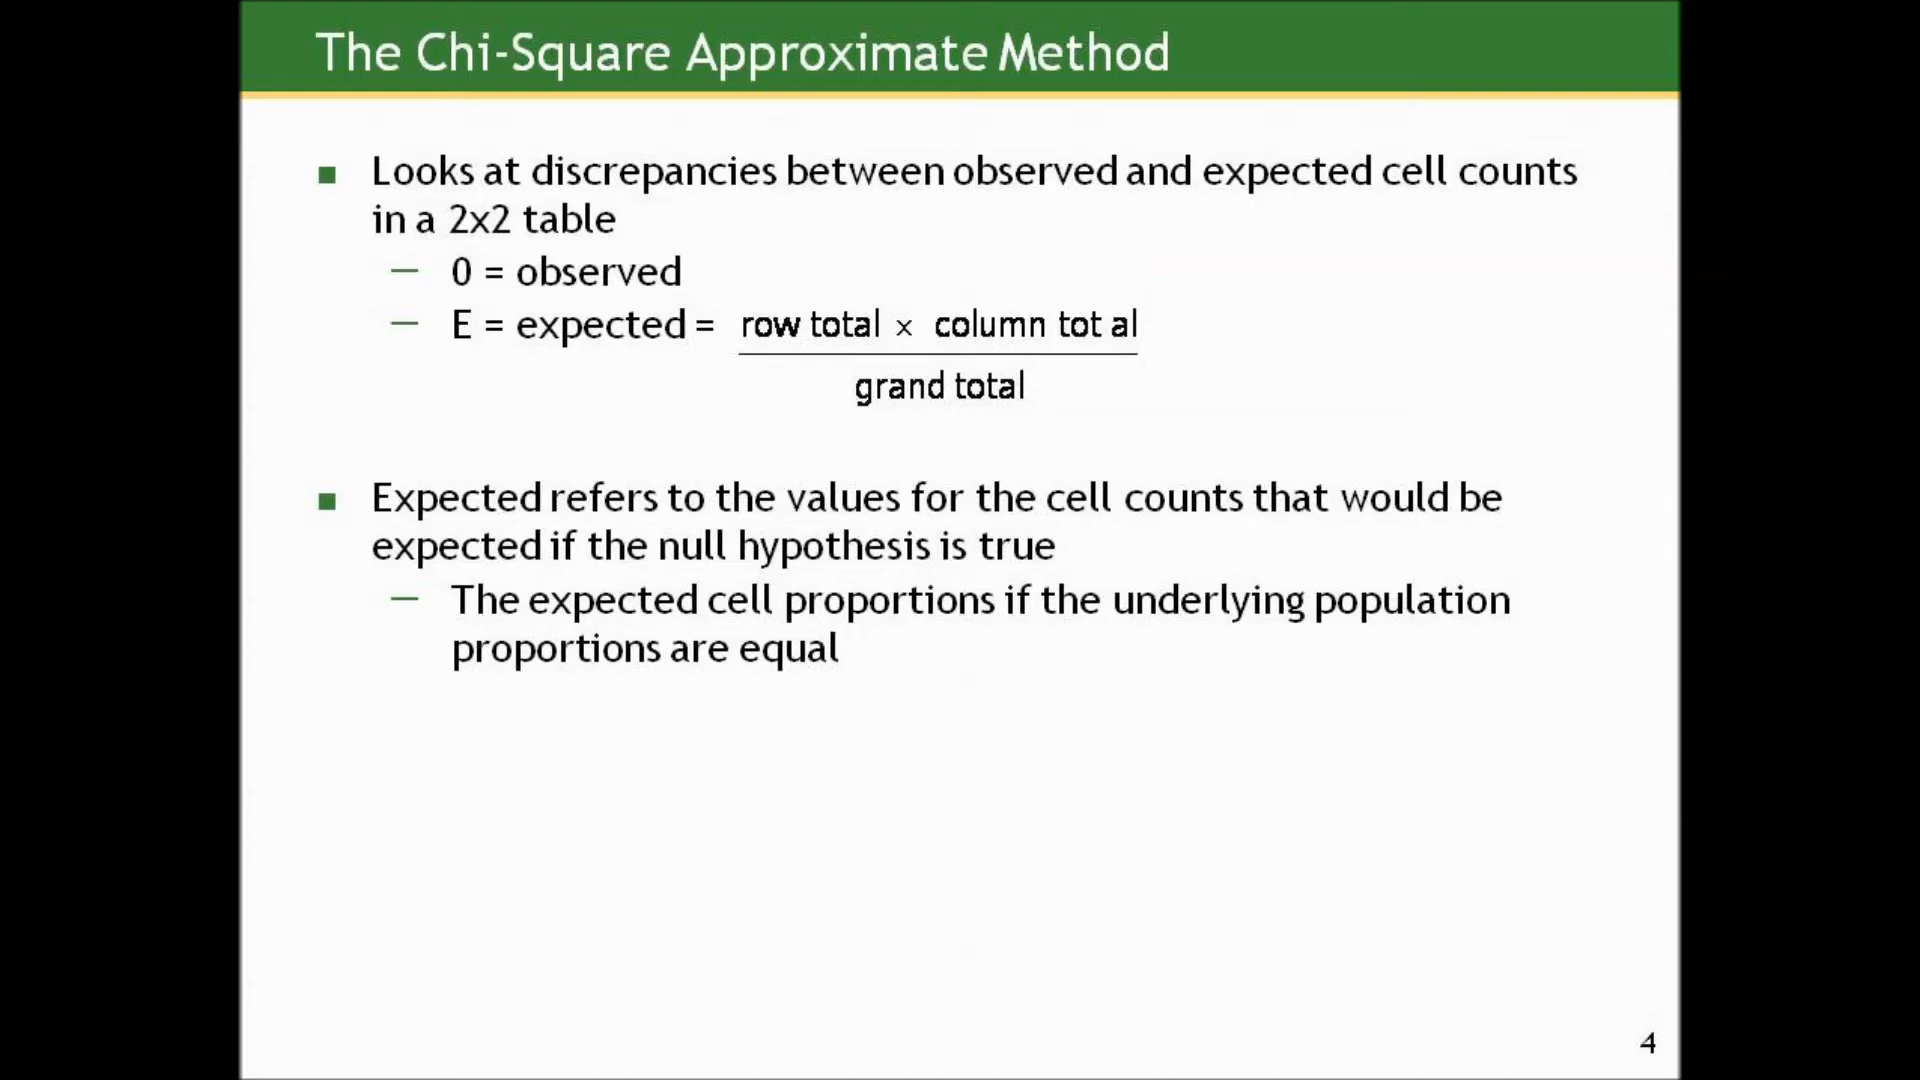 The Chi-Square Approximate Method
■ Looks at discrepancies between observed and expected cell counts
in a 2x2 table
— 0 = observed
— E = expected = row total × column tot al
grand total
■ Expected refers to the values for the cell counts that would be
expected if the null hypothesis is true
— The expected cell proportions if the underlying population
proportions are equal
4